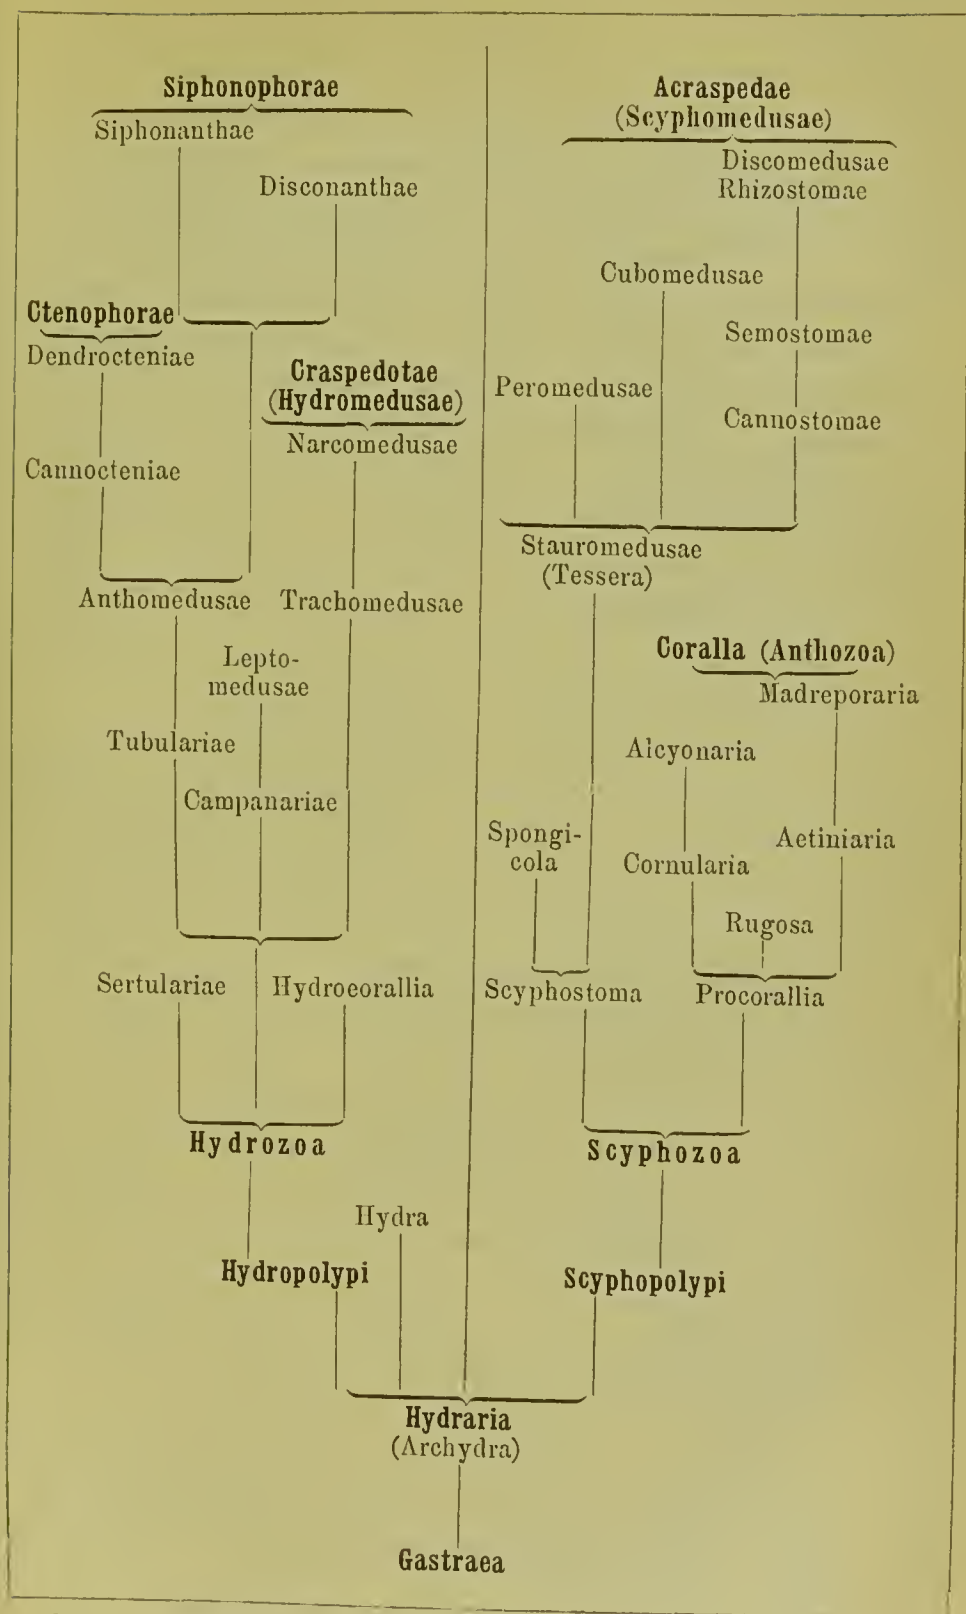 Siphonophorae
Siphonanthae
Disconanthae
Ctenophorae
Dendrocteniae
Craspedotae
(Hydromedusae)
Narcomedusae
Cannocteniae
Anthomedusae
Trachomedusae
Lepto-
medusae
Tubulariae
Campanariae
Sertulariae
Hydrocorallia
Hydrozoa
Hydra
Hydropolypi
Acraspedae
(Scyphomedusae)
Discomedusae
Rhizostomae
Cubomedusae
Semostomae
Peromedusae
Cannostomae
Stauromedusae
(Tessera)
Coralla (Anthozoa)
Madreporaria
Alcyonaria
Spongi-
cola
Actiniaria
Cornularia
Rugosa
Scyphostoma
Procorallia
Scyphozoa
Scyphopolypi
Hydraria
(Archydra)
Gastraea